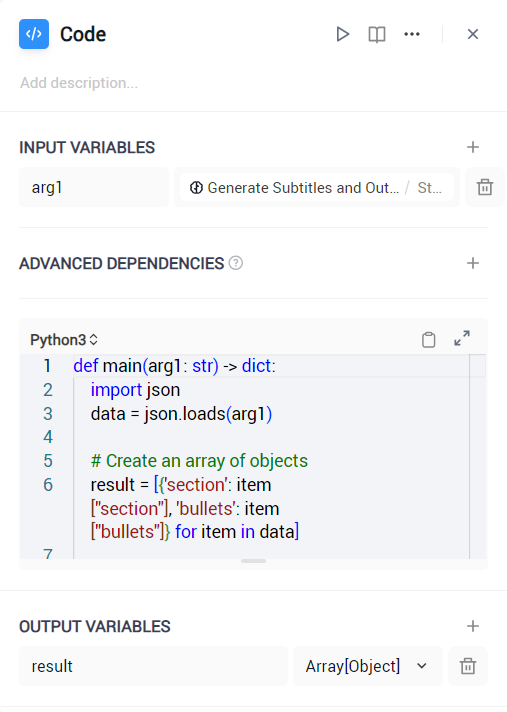 Code
Add description...
INPUT VARIABLES
arg1
Generate Subtitles and Out... / St...
ADVANCED DEPENDENCIES
Python3
1 def main(arg1: str) -> dict:
2 import json
3 data = json.loads(arg1)
4
5 # Create an array of objects
6 result = [{'section': item
["section"], 'bullets': item
["bullets"]} for item in data]
7
OUTPUT VARIABLES
result Array[Object]